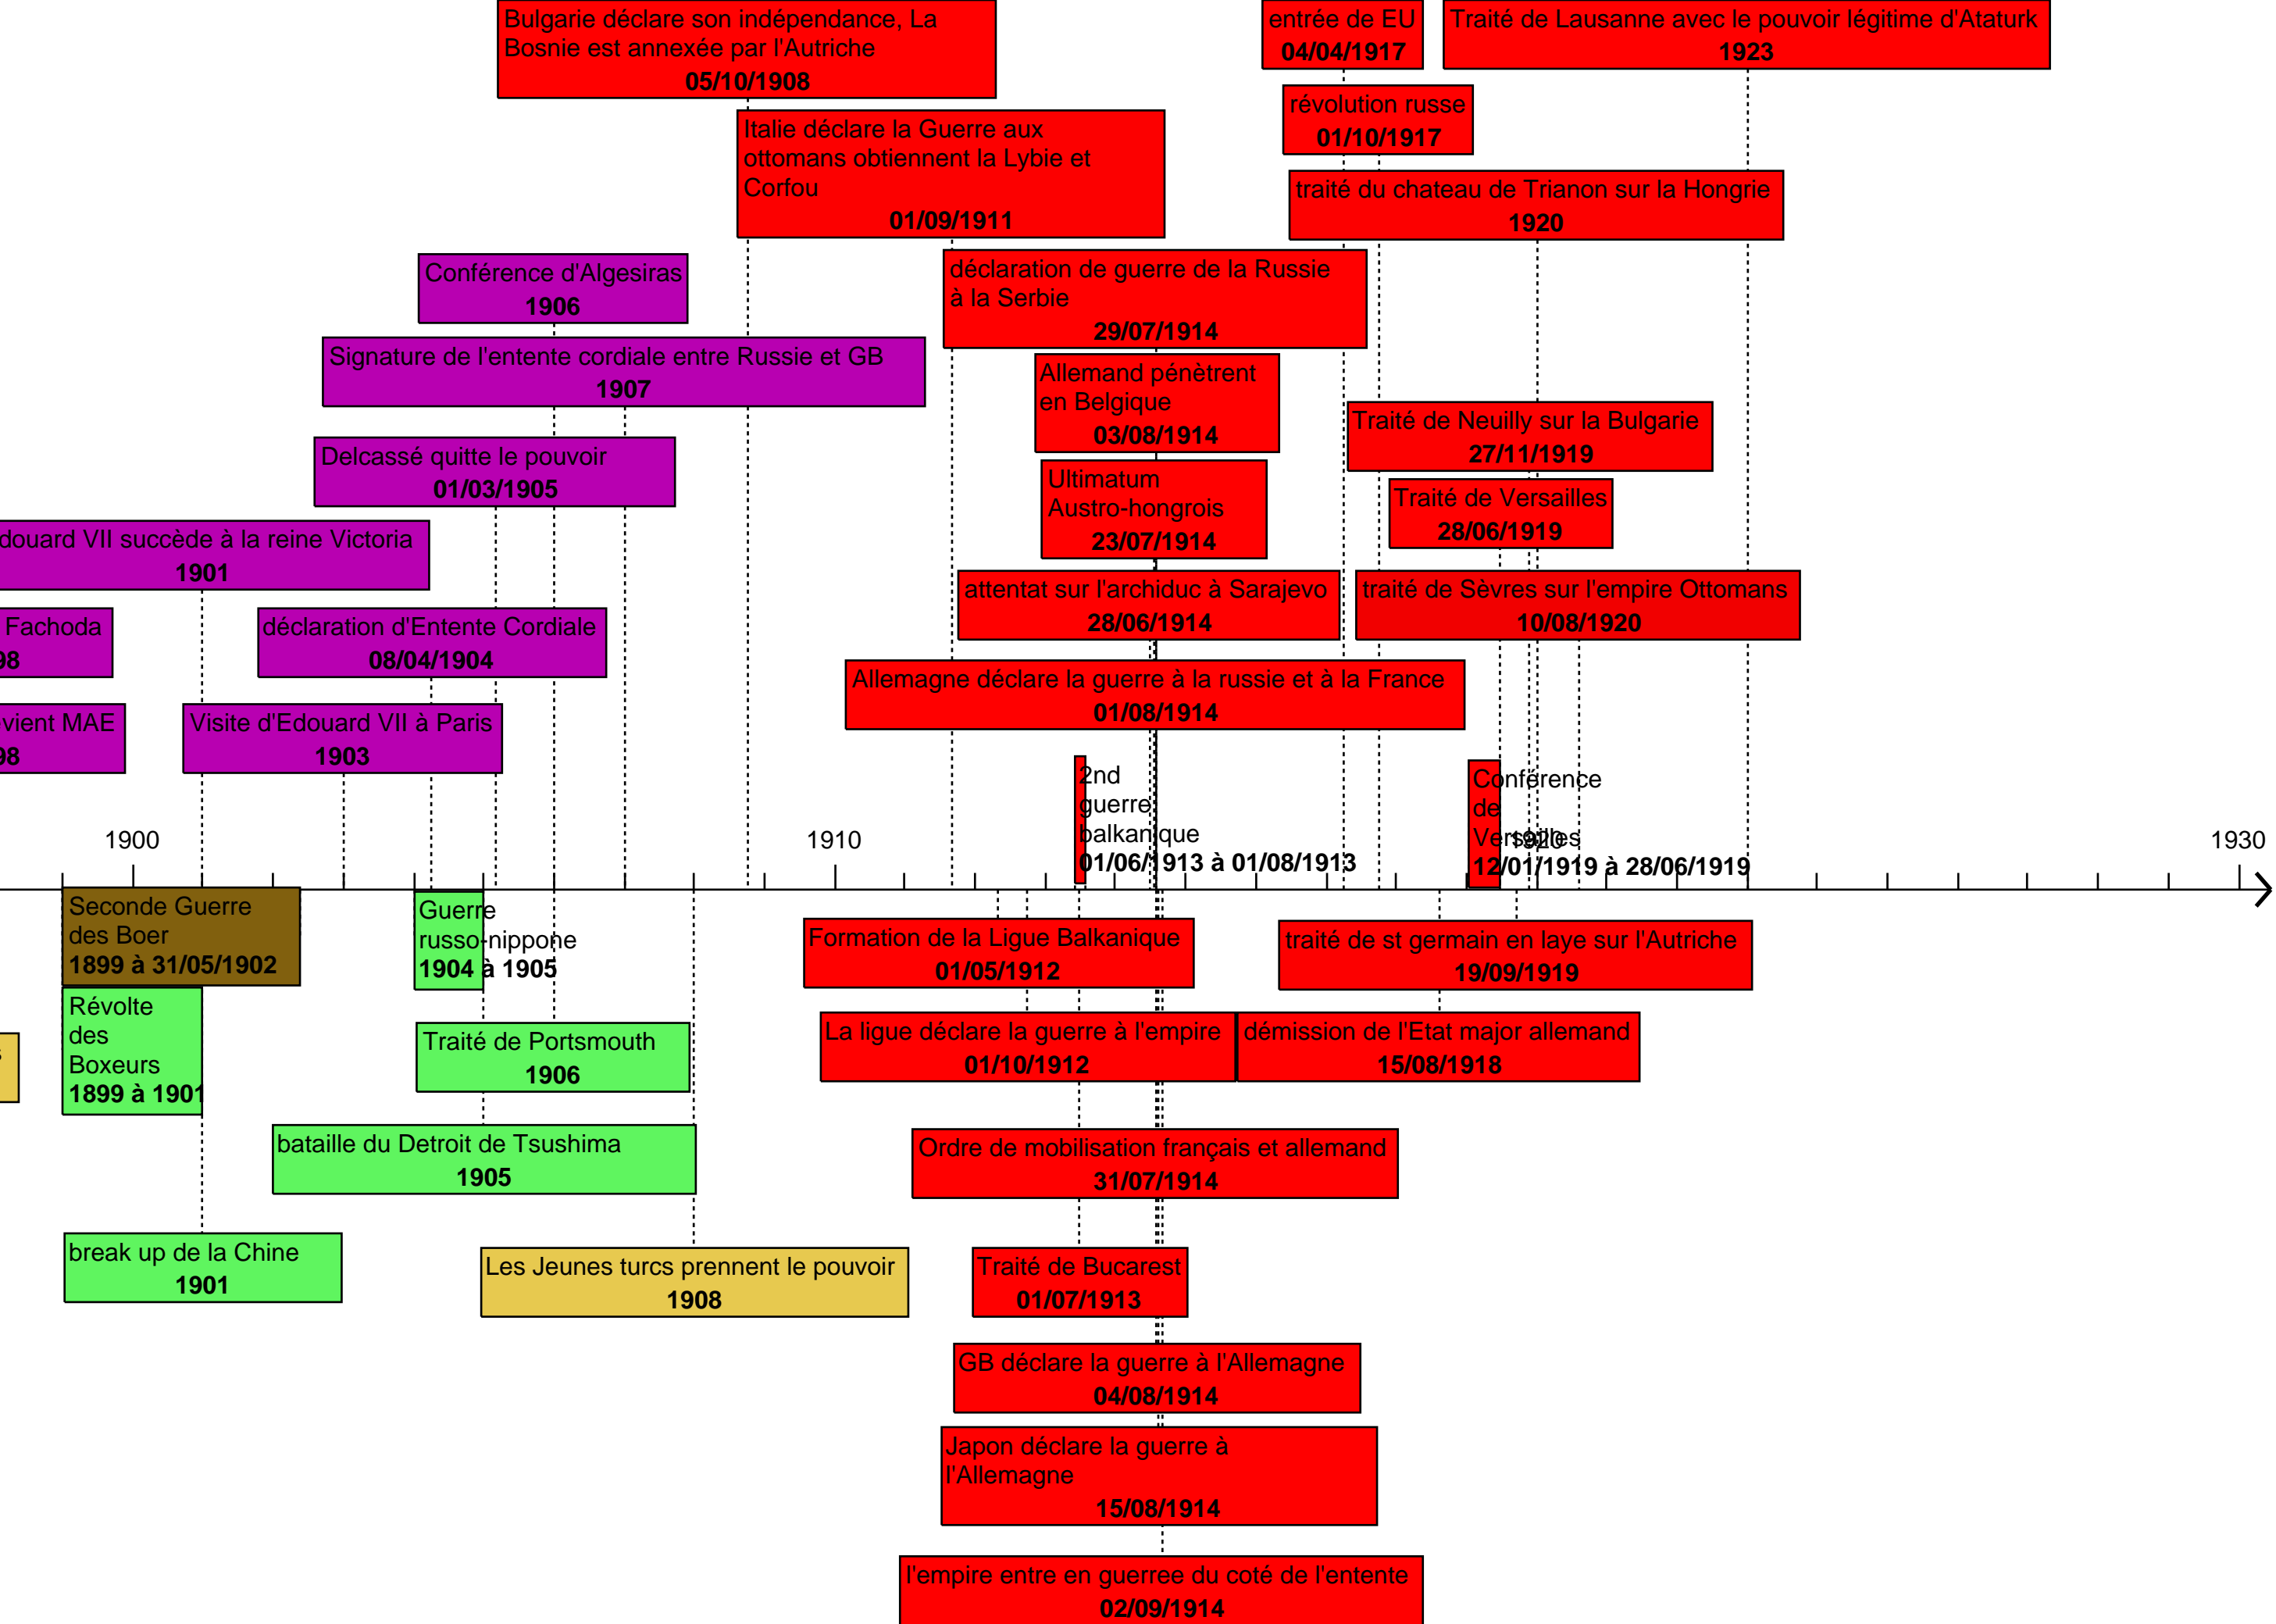 Bulgarie déclare son indépendance, La
Bosnie est annexée par l'Autriche
05/10/1908
entrée de EU
04/04/1917
Traité de Lausanne avec le pouvoir légitime d'Ataturk
1923
révolution russe
01/10/1917
Italie déclare la Guerre aux
ottomans obtiennent la Lybie et
Corfou
01/09/1911
traité du chateau de Trianon sur la Hongrie
1920
Conférence d'Algesiras
1906
déclaration de guerre de la Russie
à la Serbie
29/07/1914
Signature de l'entente cordiale entre Russie et GB
1907
Allemand pénètrent
en Belgique
03/08/1914
Traité de Neuilly sur la Bulgarie
27/11/1919
Delcassé quitte le pouvoir
01/03/1905
Ultimatum
Austro-hongrois
23/07/1914
Traité de Versailles
28/06/1919
douard VII succède à la reine Victoria
1901
attentat sur l'archiduc à Sarajevo
28/06/1914
traité de Sèvres sur l'empire Ottomans
10/08/1920
Fachoda
98
déclaration d'Entente Cordiale
08/04/1904
Allemagne déclare la guerre à la russie et à la France
01/08/1914
vient MAE
98
Visite d'Edouard VII à Paris
1903
2nd
guerre
balkanique
01/06/1913 à 01/08/1913
Conférence
de
Versailles
12/01/1919 à 28/06/1919
1900
1910
1920
1930
Seconde Guerre
des Boer
1899 à 31/05/1902
Guerre
russo-nippone
1904 à 1905
Formation de la Ligue Balkanique
01/05/1912
traité de st germain en laye sur l'Autriche
19/09/1919
Révolte
des
Boxeurs
1899 à 1901
s
Traité de Portsmouth
1906
La ligue déclare la guerre à l'empire
01/10/1912
démission de l'Etat major allemand
15/08/1918
bataille du Detroit de Tsushima
1905
Ordre de mobilisation français et allemand
31/07/1914
break up de la Chine
1901
Les Jeunes turcs prennent le pouvoir
1908
Traité de Bucarest
01/07/1913
GB déclare la guerre à l'Allemagne
04/08/1914
Japon déclare la guerre à
l'Allemagne
15/08/1914
l'empire entre en guerree du coté de l'entente
02/09/1914